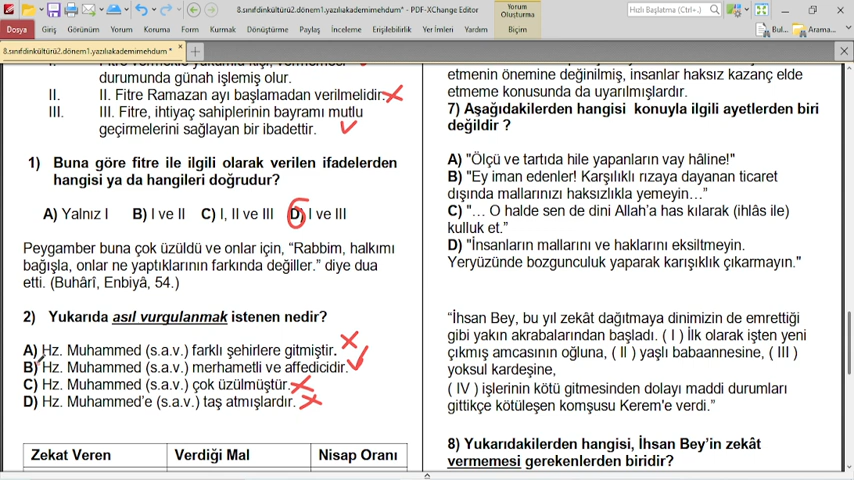 8.sınıfdinkültürü2.dönem1.yazılıakademimehdum* - PDF-XChange Editor
Yorum Oluşturma
Hızlı Başlatma (Ctrl+.)
Dosya
Giriş
Görünüm
Yorum
Koruma
Form
Kurmak
Dönüştürme
Paylaş
İnceleme
Erişilebilirlik
Yer İmleri
Yardım
Biçim
Bul...
Arama...
8.sınıfdinkültürü2.dönem1.yazılıakademimehdum *
durumunda günah işlemiş olur.
II. II. Fitre Ramazan ayı başlamadan verilmelidir.
III. III. Fitre, ihtiyaç sahiplerinin bayramı mutlu
geçirmelerini sağlayan bir ibadettir.
1) Buna göre fitre ile ilgili olarak verilen ifadelerden
hangisi ya da hangileri doğrudur?
A) Yalnız I B) I ve II C) I, II ve III D) I ve III
Peygamber buna çok üzüldü ve onlar için, “Rabbim, halkımı
bağışla, onlar ne yaptıklarının farkında değiller.” diye dua
etti. (Buhârî, Enbiyâ, 54.)
2) Yukarıda asıl vurgulanmak istenen nedir?
A) Hz. Muhammed (s.a.v.) farklı şehirlere gitmiştir.
B) Hz. Muhammed (s.a.v.) merhametli ve affedicidir.
C) Hz. Muhammed (s.a.v.) çok üzülmüştür.
D) Hz. Muhammed’e (s.a.v.) taş atmışlardır.
Zekat Veren Verdiği Mal Nisap Oranı
etmenin önemine değinilmiş, insanlar haksız kazanç elde
etmeme konusunda da uyarılmışlardır.
7) Aşağıdakilerden hangisi konuyla ilgili ayetlerden biri
değildir ?
A) "Ölçü ve tartıda hile yapanların vay hâline!"
B) "Ey iman edenler! Karşılıklı rızaya dayanan ticaret
dışında mallarınızı haksızlıkla yemeyin…”
C) "… O halde sen de dini Allah’a has kılarak (ihlâs ile)
kulluk et.”
D) "İnsanların mallarını ve haklarını eksiltmeyin.
Yeryüzünde bozgunculuk yaparak karışıklık çıkarmayın."
“İhsan Bey, bu yıl zekât dağıtmaya dinimizin de emrettiği
gibi yakın akrabalarından başladı. ( I ) İlk olarak işten yeni
çıkmış amcasının oğluna, ( II ) yaşlı babaannesine, ( III )
yoksul kardeşine,
( IV ) işlerinin kötü gitmesinden dolayı maddi durumları
gittikçe kötüleşen komşusu Kerem'e verdi.”
8) Yukarıdakilerden hangisi, İhsan Bey’in zekât
vermemesi gerekenlerden biridir?